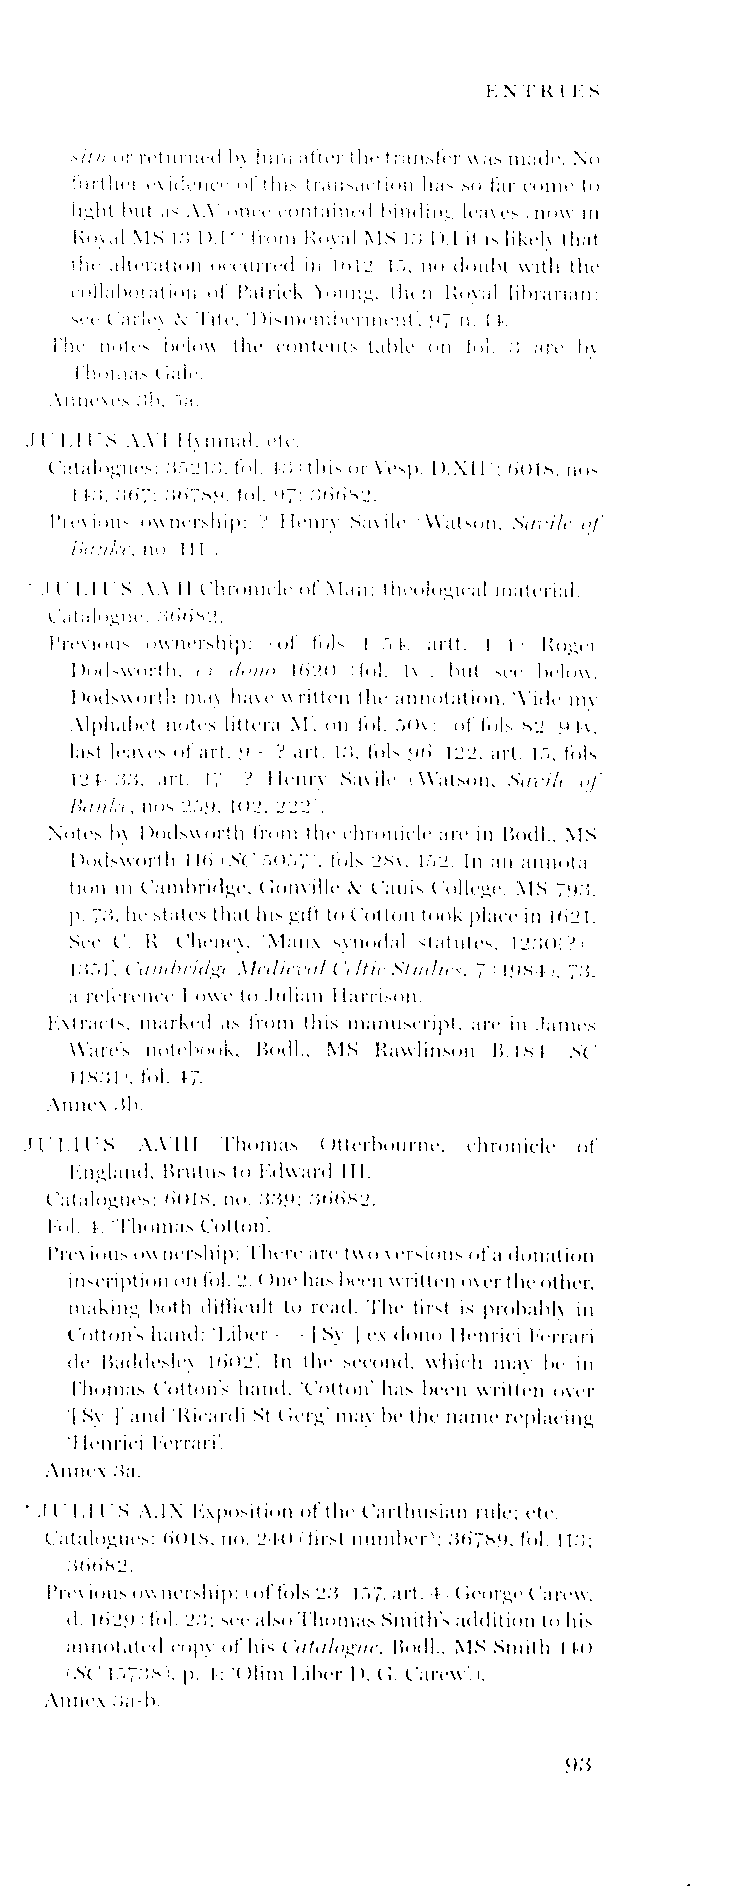 ENTRIES
situ or returned by him after the transfer was made. No
further evidence of this transaction has so far come to
light but as A.V once contained binding leaves (now in
Royal MS 13 D.I*) from Royal MS 13 D.I it is likely that
the alteration occurred in 1612–15, no doubt with the
collaboration of Patrick Young, then Royal librarian:
see Carley & Tite, 'Dismemberment', 97 n. 14.
The notes below the contents table on fol. 3 are by
Thomas Gale.
Annexes 3b, 5a.
JULIUS A.VI Hymnal, etc.
Catalogues: 35213, fol. 43 (this or Vesp. D.XII); 6018, nos
143, 367; 36789, fol. 97; 36682.
Previous ownership: ? Henry Savile (Watson, Savile of
Banke, no. 111).
* JULIUS A.VII Chronicle of Man; theological material.
Catalogue: 36682.
Previous ownership: (of fols 1–54, artt. 1–4) Roger
Dodsworth, ex dono 1620 (fol. 1v), but see below.
Dodsworth may have written the annotation, 'Vide my
Alphabet notes littera M', on fol. 50v; (of fols 82–94v,
last leaves of art. 9 – ? art. 13, fols 96–122, art. 15, fols
124–33, art. 17) ? Henry Savile (Watson, Savile of
Banke, nos 259, 102, 222).
Notes by Dodsworth from the chronicle are in Bodl., MS
Dodsworth 116 (SC 5057), fols 28v, 152. In an annota-
tion in Cambridge, Gonville & Caius College, MS 793,
p. 73, he states that his gift to Cotton took place in 1621.
See C. R. Cheney, 'Manx synodal statutes, 1230(?)–
1351', Cambridge Medieval Celtic Studies, 7 (1984), 73,
a reference I owe to Julian Harrison.
Extracts, marked as from this manuscript, are in James
Ware's notebook, Bodl., MS Rawlinson B.484 (SC
11831), fol. 47.
Annex 3b.
JULIUS A.VIII Thomas Otterbourne, chronicle of
England, Brutus to Edward III.
Catalogues: 6018, no. 339; 36682.
Fol. 4, 'Thomas Cotton'.
Previous ownership: There are two versions of a donation
inscription on fol. 2. One has been written over the other,
making both difficult to read. The first is probably in
Cotton's hand: 'Liber – – [Sy–] ex dono Henrici Ferrari
de Baddesley 1602'. In the second, which may be in
Thomas Cotton's hand, 'Cotton' has been written over
'[Sy–]' and 'Ricardi St Gerg' may be the name replacing
'Henrici Ferrari'.
Annex 3a.
* JULIUS A.IX Exposition of the Carthusian rule; etc.
Catalogues: 6018, no. 240 (first number); 36789, fol. 113;
36682.
Previous ownership: (of fols 23–157, art. 4) George Carew,
d. 1629 (fol. 23; see also Thomas Smith's addition to his
annotated copy of his Catalogue, Bodl., MS Smith 140
(SC 15738), p. 4: 'Olim Liber D. G. Carew').
Annex 3a-b.
93